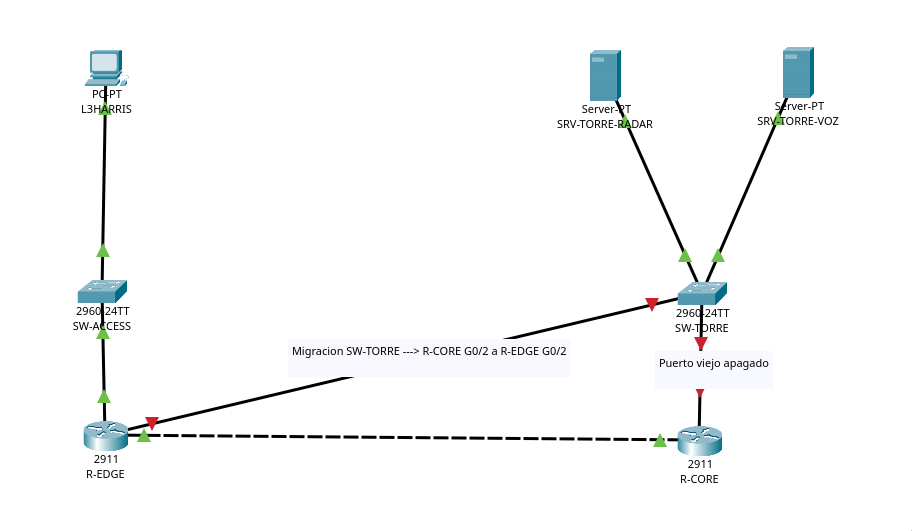 PC-PT
L3HARRIS
Server-PT
SRV-TORRE-RADAR
Server-PT
SRV-TORRE-VOZ
2960-24TT
SW-ACCESS
2960-24TT
SW-TORRE
Migracion SW-TORRE ---> R-CORE G0/2 a R-EDGE G0/2
Puerto viejo apagado
2911
R-EDGE
2911
R-CORE